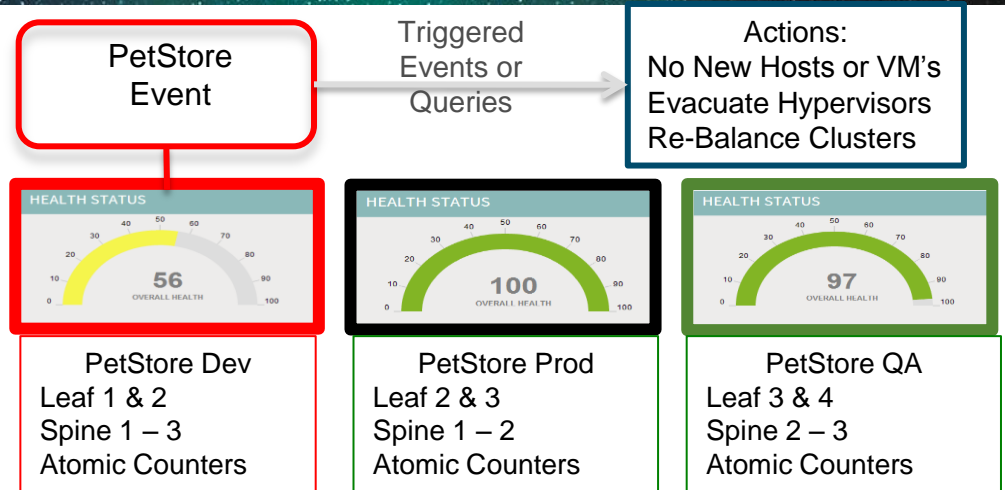 PetStore
Event
Triggered
Events or
Queries
Actions:
No New Hosts or VM's
Evacuate Hypervisors
Re-Balance Clusters
HEALTH STATUS
0
10
20
30
40
50
60
70
80
90
100
56
OVERALL HEALTH
HEALTH STATUS
0
10
20
30
40
50
60
70
80
90
100
100
OVERALL HEALTH
HEALTH STATUS
0
10
20
30
40
50
60
70
80
90
100
97
OVERALL HEALTH
PetStore Dev
Leaf 1 & 2
Spine 1 – 3
Atomic Counters
PetStore Prod
Leaf 2 & 3
Spine 1 – 2
Atomic Counters
PetStore QA
Leaf 3 & 4
Spine 2 – 3
Atomic Counters